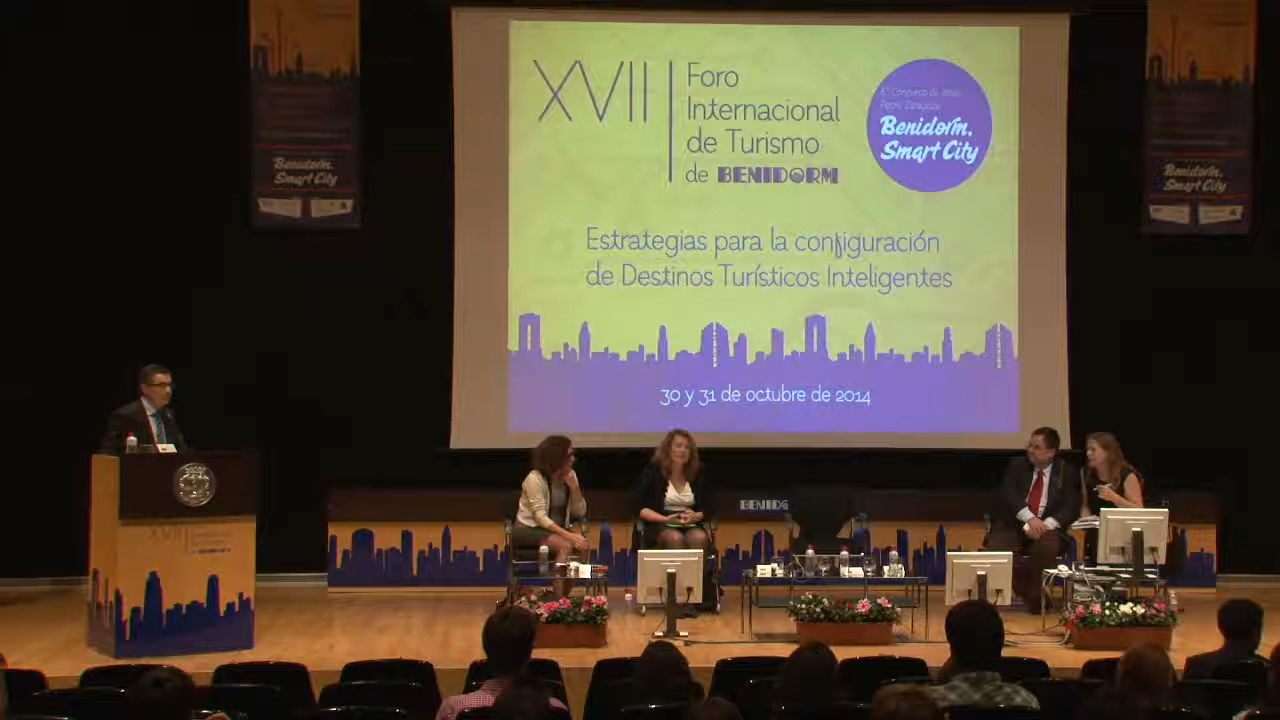 XVII
Foro
Internacional
de Turismo
de BENIDORM
Benidorm,
Smart City
Estrategias para la configuración
de Destinos Turísticos Inteligentes
30 y 31 de octubre de 2014
Benidorm,
Smart City
Benidorm,
Smart City
XVII